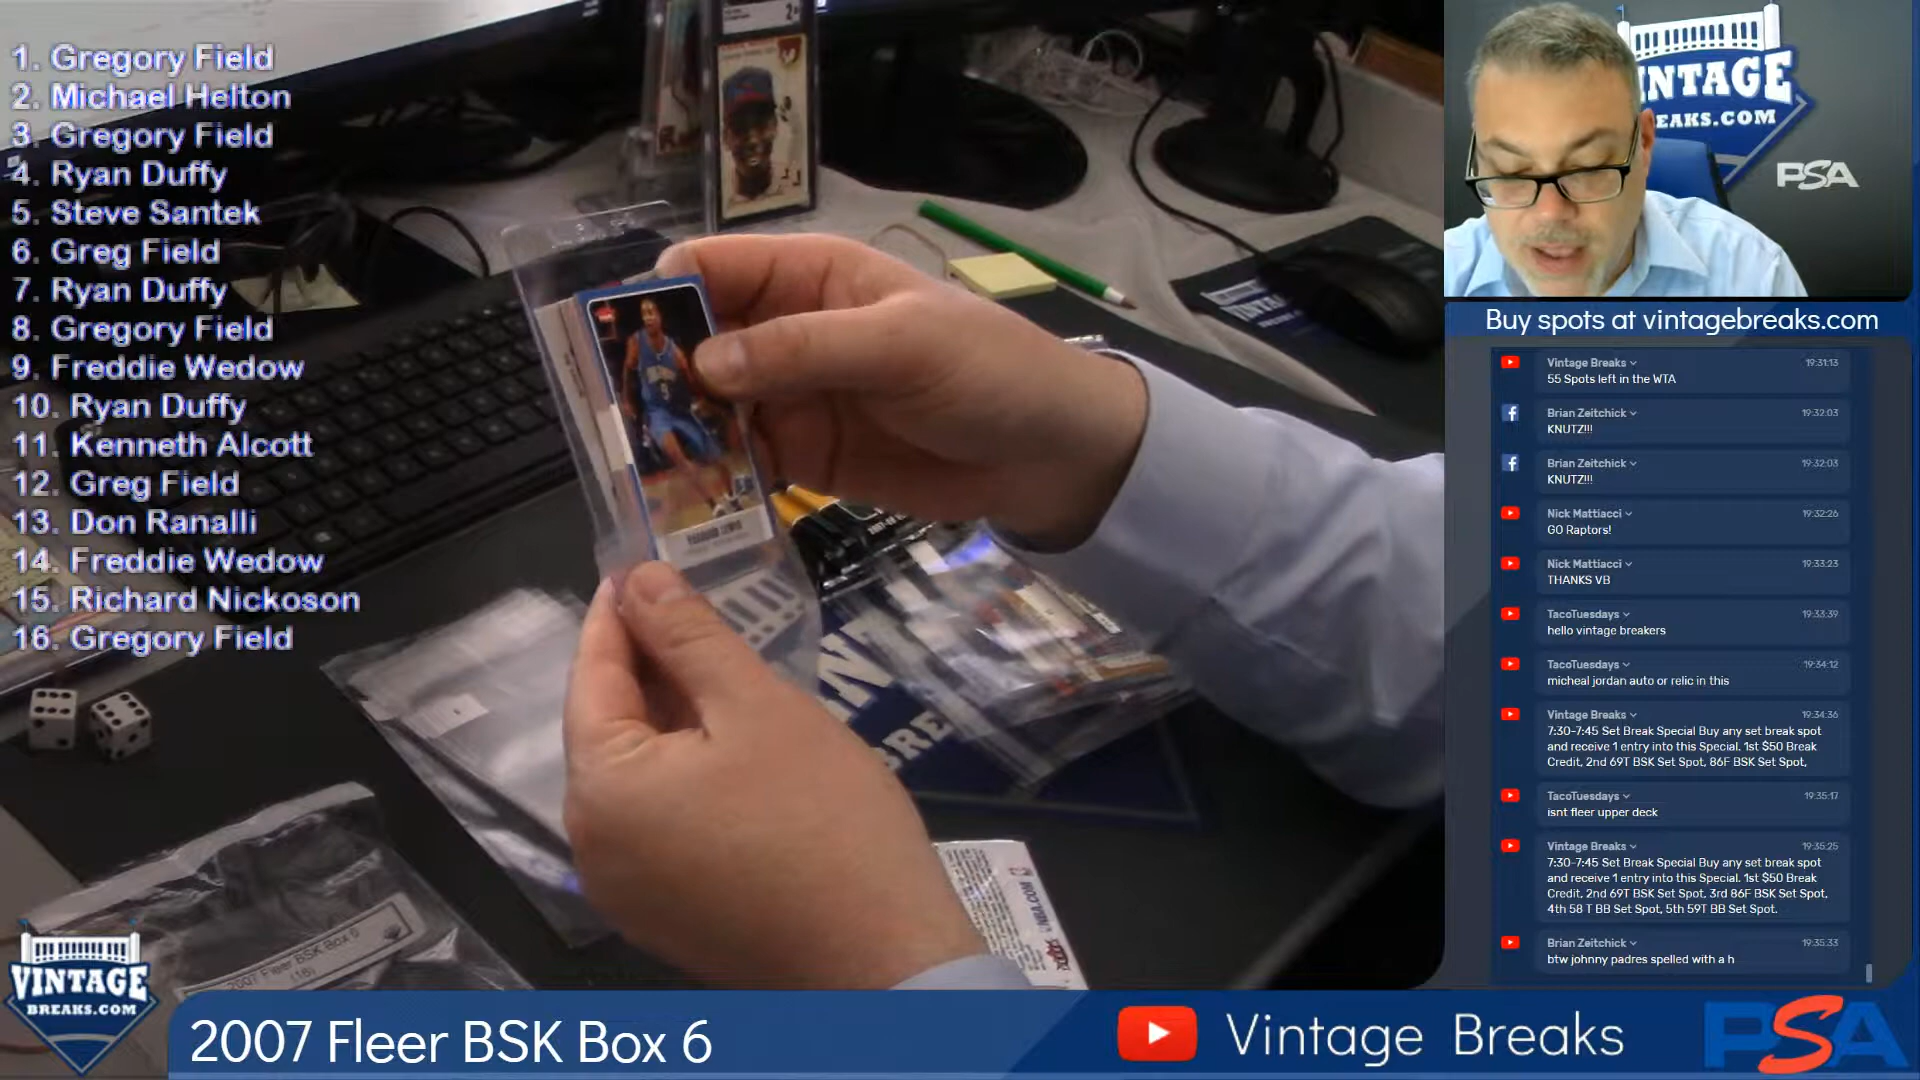 1. Gregory Field
2. Michael Helton
3. Gregory Field
4. Ryan Duffy
5. Steve Santek
6. Greg Field
7. Ryan Duffy
8. Gregory Field
9. Freddie Wedow
10. Ryan Duffy
11. Kenneth Alcott
12. Greg Field
13. Don Ranalli
14. Freddie Wedow
15. Richard Nickoson
16. Gregory Field
2007 Fleer BSK Box 6
(16)
VINTAGE
BREAKS.COM
2007 Fleer BSK Box 6
NBA.COM
INTAGE
EAKS.COM
PSA
Buy spots at vintagebreaks.com
Vintage Breaks 19:31:13
55 Spots left in the WTA
Brian Zeitchick 19:32:03
KNUTZ!!!
Brian Zeitchick 19:32:03
KNUTZ!!!
Nick Mattiacci 19:32:26
GO Raptors!
Nick Mattiacci 19:33:23
THANKS VB
TacoTuesdays 19:33:39
hello vintage breakers
TacoTuesdays 19:34:12
micheal jordan auto or relic in this
Vintage Breaks 19:34:36
7:30-7:45 Set Break Special Buy any set break spot
and receive 1 entry into this Special. 1st $50 Break
Credit, 2nd 69T BSK Set Spot, 86F BSK Set Spot,
TacoTuesdays 19:35:17
isnt fleer upper deck
Vintage Breaks 19:35:25
7:30-7:45 Set Break Special Buy any set break spot
and receive 1 entry into this Special. 1st $50 Break
Credit, 2nd 69T BSK Set Spot, 3rd 86F BSK Set Spot,
4th 58 T BB Set Spot, 5th 59T BB Set Spot.
Brian Zeitchick 19:35:33
btw johnny padres spelled with a h
Vintage Breaks
PSA